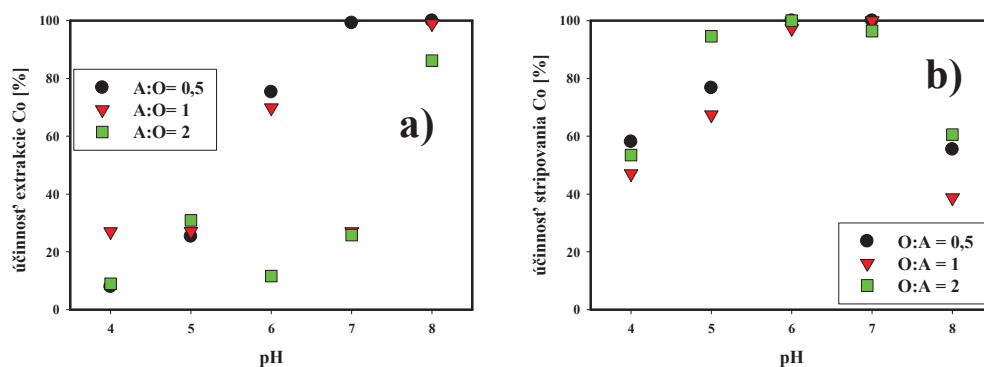 účinnosť extrakcie Co [%]
100
80
60
40
20
0
A:O= 0,5
A:O= 1
A:O= 2
a)
4 5 6 7 8
pH
účinnosť stripovania Co [%]
100
80
60
40
20
0
b)
O:A = 0,5
O:A = 1
O:A = 2
4 5 6 7 8
pH